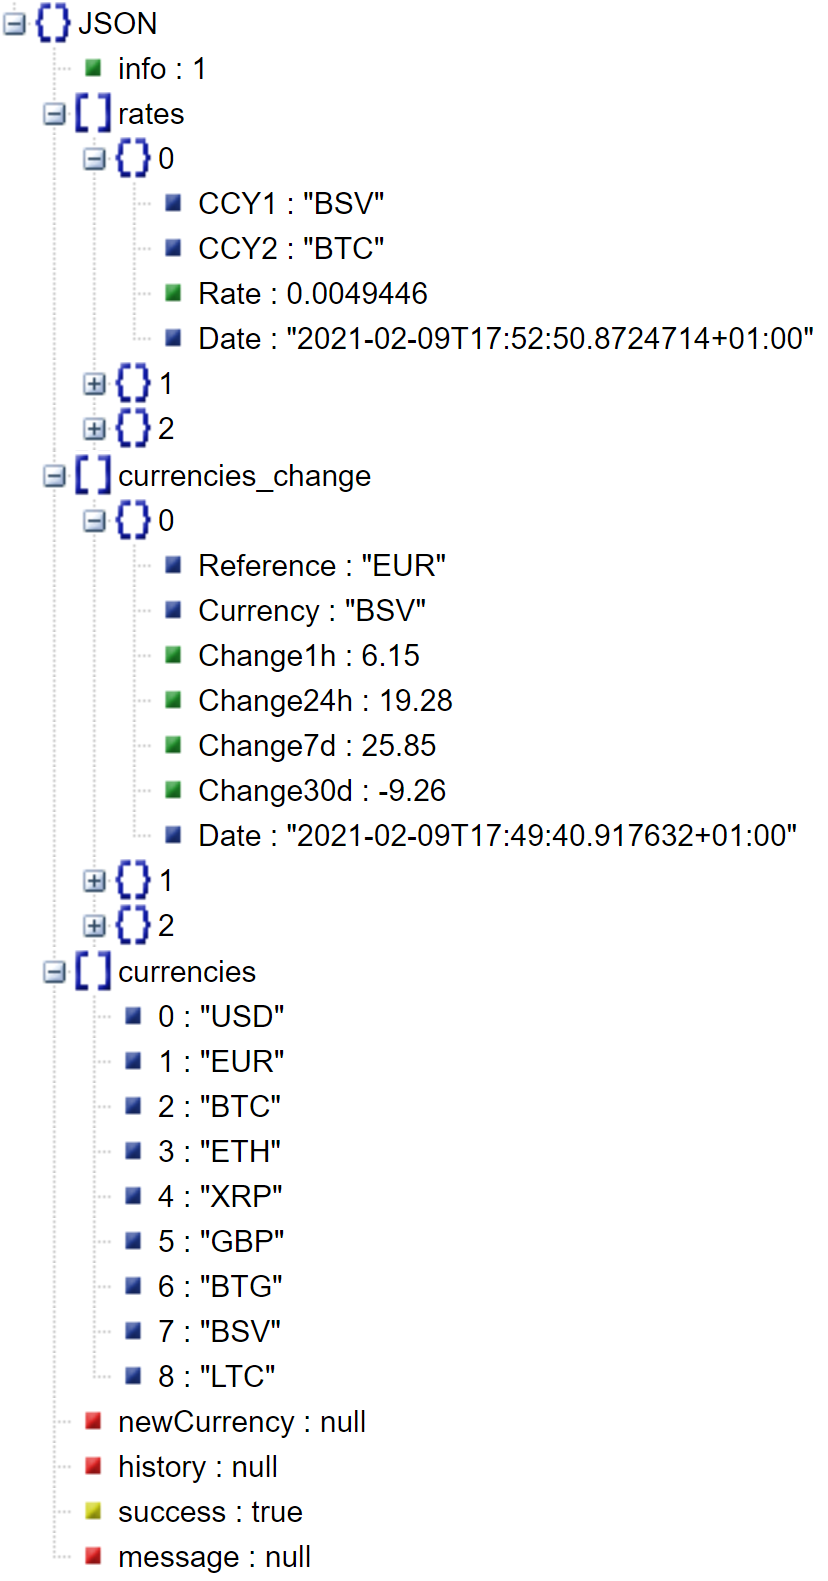 JSON
info : 1
rates
0
CCY1 : "BSV"
CCY2 : "BTC"
Rate : 0.0049446
Date : "2021-02-09T17:52:50.8724714+01:00"
1
2
currencies_change
0
Reference : "EUR"
Currency : "BSV"
Change1h : 6.15
Change24h : 19.28
Change7d : 25.85
Change30d : -9.26
Date : "2021-02-09T17:49:40.917632+01:00"
1
2
currencies
0 : "USD"
1 : "EUR"
2 : "BTC"
3 : "ETH"
4 : "XRP"
5 : "GBP"
6 : "BTG"
7 : "BSV"
8 : "LTC"
newCurrency : null
history : null
success : true
message : null